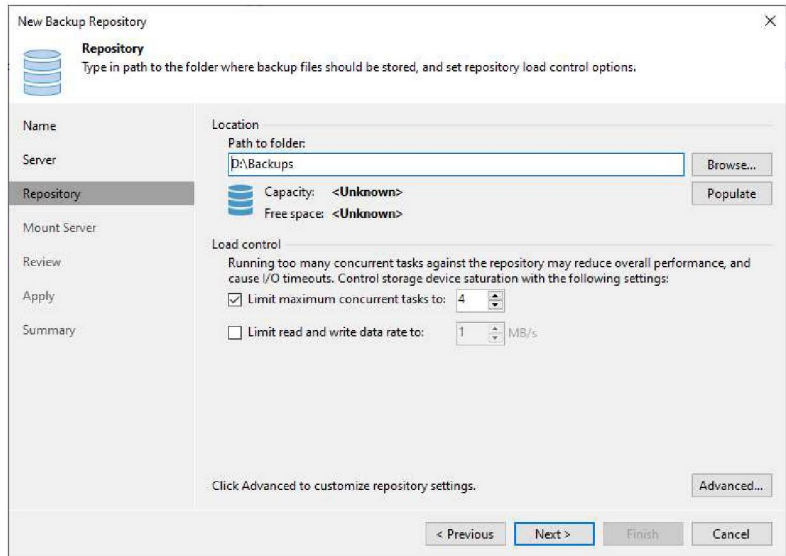 New Backup Repository
Repository
Type in path to the folder where backup files should be stored, and set repository load control options.
Name
Server
Repository
Mount Server
Review
Apply
Summary
Location
Path to folder:
D:\Backups
Browse...
Capacity: <Unknown>
Populate
Free space: <Unknown>
Load control
Running too many concurrent tasks against the repository may reduce overall performance, and
cause I/O timeouts. Control storage device saturation with the following settings:
Limit maximum concurrent tasks to: 4
Limit read and write data rate to: 1 MB/s
Click Advanced to customize repository settings.
Advanced...
< Previous
Next >
Finish
Cancel